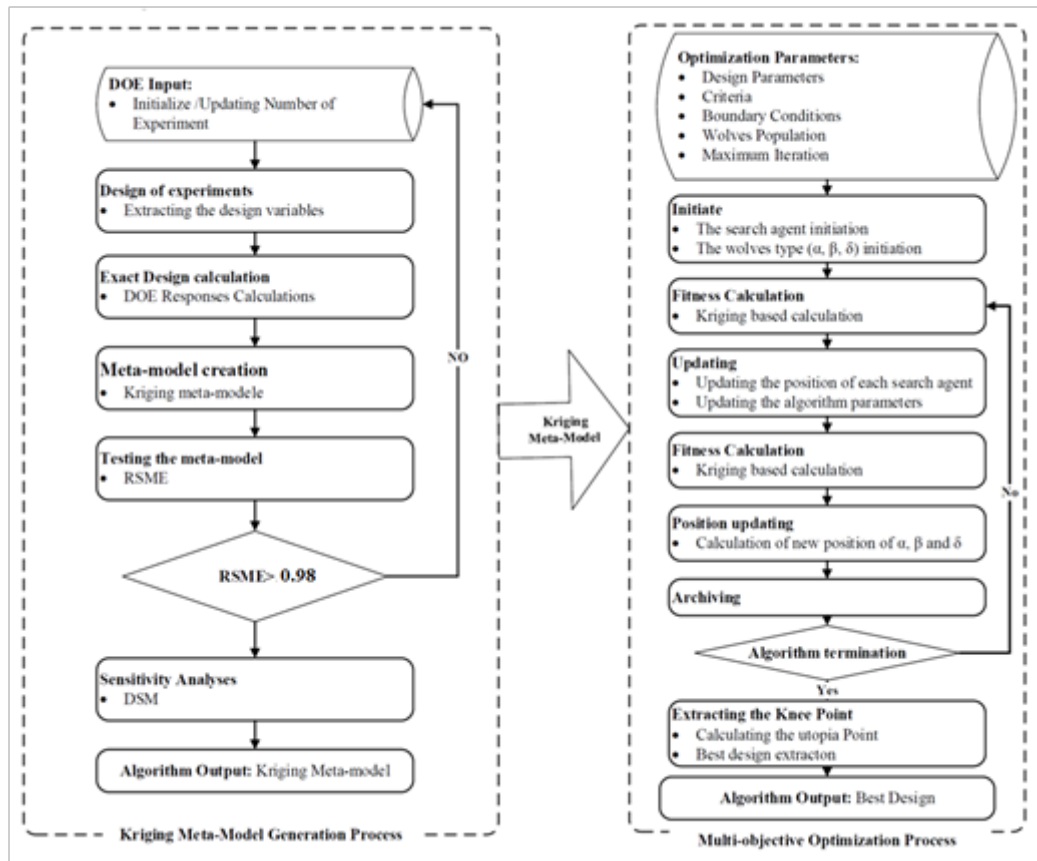 DOE Input:
• Initialize /Updating Number of
Experiment
Design of experiments
• Extracting the design variables
Exact Design calculation
• DOE Responses Calculations
Meta-model creation
• Kriging meta-modele
Testing the meta-model
• RSME
RSME> 0.98
NO
Sensitivity Analyses
• DSM
Algorithm Output: Kriging Meta-model
Kriging Meta-Model Generation Process
Kriging
Meta-Model
Optimization Parameters:
• Design Parameters
• Criteria
• Boundary Conditions
• Wolves Population
• Maximum Iteration
Initiate
• The search agent initiation
• The wolves type (α, β, δ) initiation
Fitness Calculation
• Kriging based calculation
Updating
• Updating the position of each search agent
• Updating the algorithm parameters
Fitness Calculation
• Kriging based calculation
No
Position updating
• Calculation of new position of α, β and δ
Archiving
Algorithm termination
Yes
Extracting the Knee Point
• Calculating the utopia Point
• Best design extracton
Algorithm Output: Best Design
Multi-objective Optimization Process